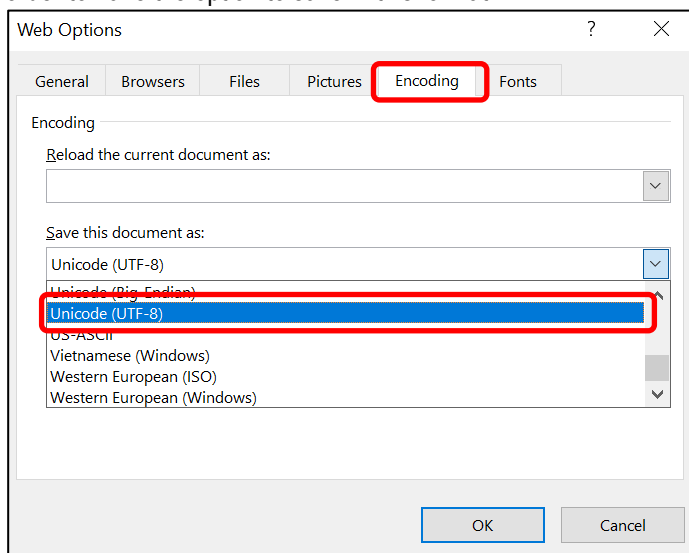 Web Options ?
General Browsers Files Pictures Encoding Fonts
Encoding
Reload the current document as:
Save this document as:
Unicode (UTF-8)
Unicode (Big-Endian)
Unicode (UTF-8)
US-ASCII
Vietnamese (Windows)
Western European (ISO)
Western European (Windows)
OK Cancel